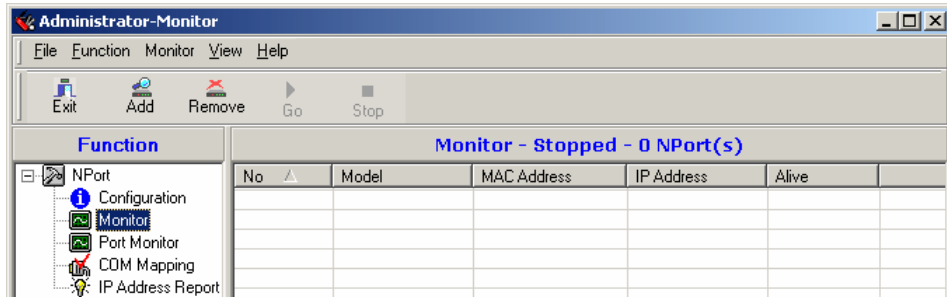 Administrator-Monitor
File Function Monitor View Help
Exit Add Remove Go Stop
Function
Monitor - Stopped - 0 NPort(s)
No Model MAC Address IP Address Alive
NPort
Configuration
Monitor
Port Monitor
COM Mapping
IP Address Report